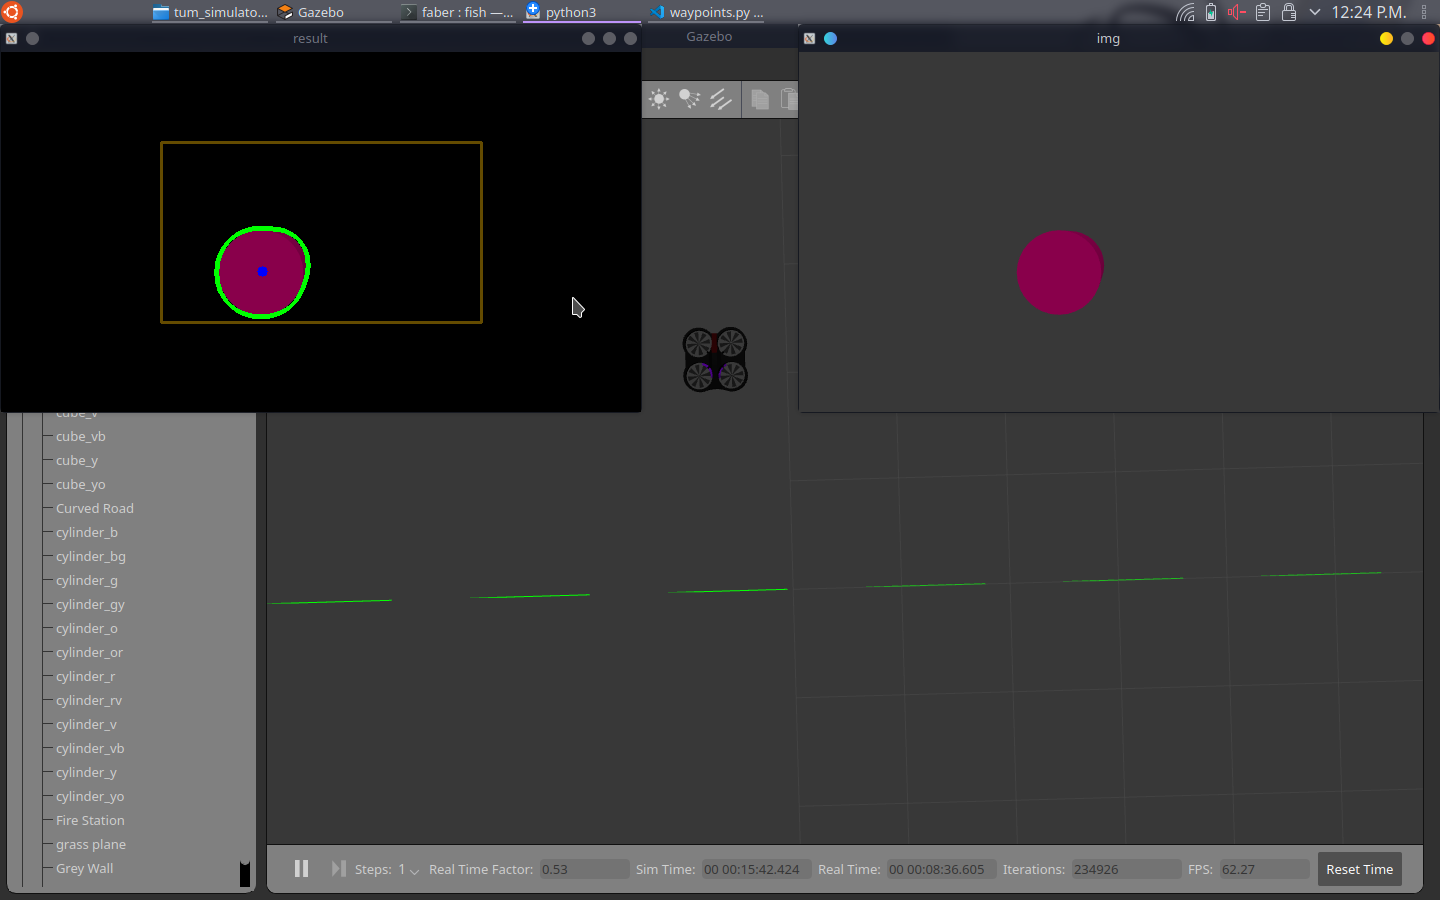 tum_simulato... Gazebo faber : fish —... python3 waypoints.py ... 12:24 P.M.
result
Gazebo
img
cube_v
cube_vb
cube_y
cube_yo
Curved Road
cylinder_b
cylinder_bg
cylinder_g
cylinder_gy
cylinder_o
cylinder_or
cylinder_r
cylinder_rv
cylinder_v
cylinder_vb
cylinder_y
cylinder_yo
Fire Station
grass plane
Grey Wall
Steps: 1 Real Time Factor: 0.53 Sim Time: 00 00:15:42.424 Real Time: 00 00:08:36.605 Iterations: 234926 FPS: 62.27 Reset Time